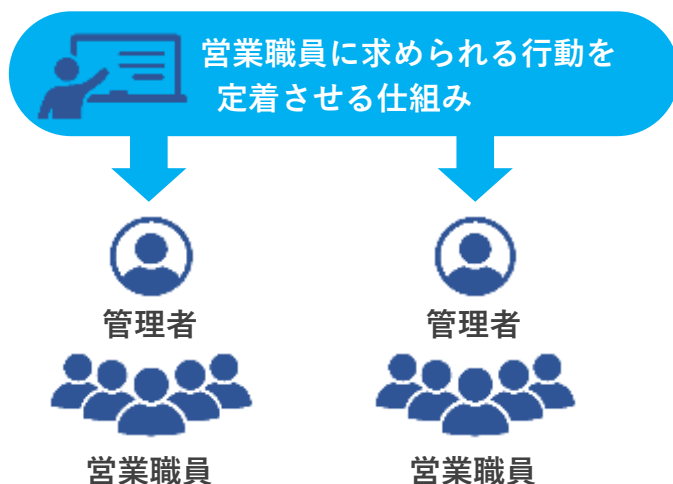 営業職員に求められる行動を
定着させる仕組み
管理者
管理者
営業職員
営業職員